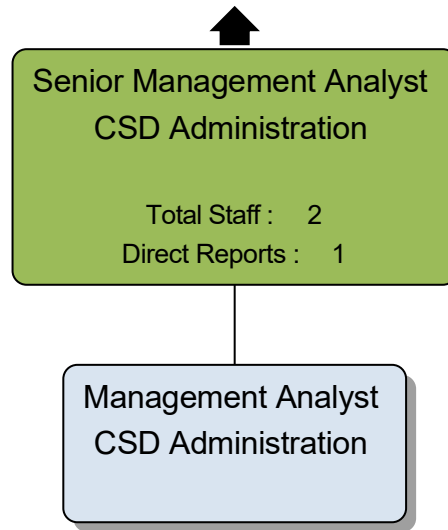 Senior Management Analyst
CSD Administration
Total Staff : 2
Direct Reports : 1
Management Analyst
CSD Administration